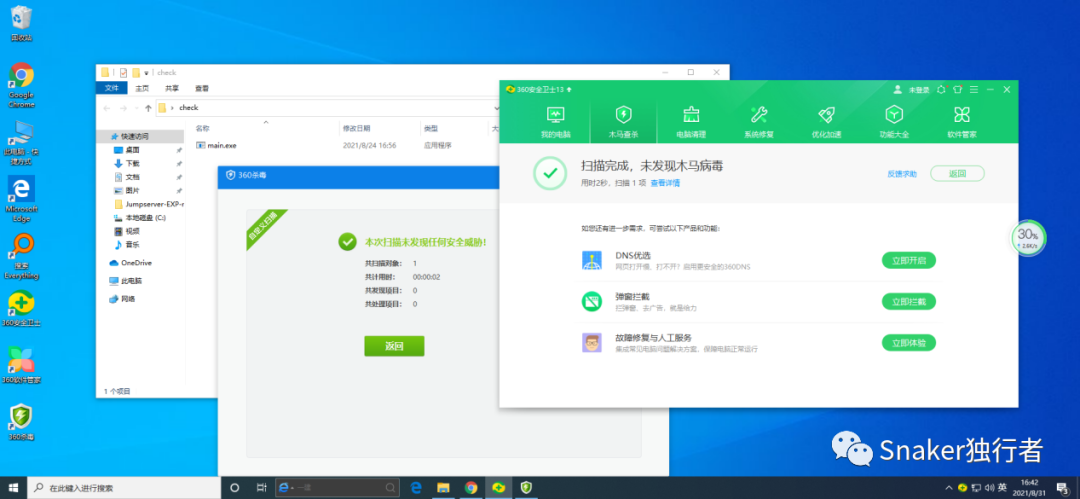 回收站
Google
Chrome
此电脑 - 快
捷方式
Microsoft
Edge
搜索
Everything
360安全卫士
360软件管家
360杀毒
check
文件
主页
共享
查看
check
快速访问
桌面
下载
文档
图片
Jumpserver-EXP-r
本地磁盘 (C:)
视频
音乐
OneDrive
此电脑
网络
名称
修改日期
类型
大
main.exe
2021/8/24 16:56
应用程序
1 个项目
360杀毒
自定义扫描
本次扫描未发现任何安全威胁!
共扫描对象： 1
共计用时： 00:00:02
共发现项目： 0
共处理项目： 0
返回
360安全卫士13
未登录
我的电脑
木马查杀
电脑清理
系统修复
优化加速
功能大全
软件管家
扫描完成，未发现木马病毒
用时2秒，扫描 1 项 查看详情
反馈求助
返回
如您还有进一步需求，可尝试以下产品和功能:
DNS优选
网页打开慢、打不开？启用更安全的360DNS
立即开启
弹窗拦截
拦弹窗、去广告，就是给力
立即拦截
故障修复与人工服务
集成常见电脑问题解决方案，保障电脑正常运行
立即体验
30%
2.6K/s
Snaker独行者
在此键入进行搜索
英
16:42
2021/8/31
3